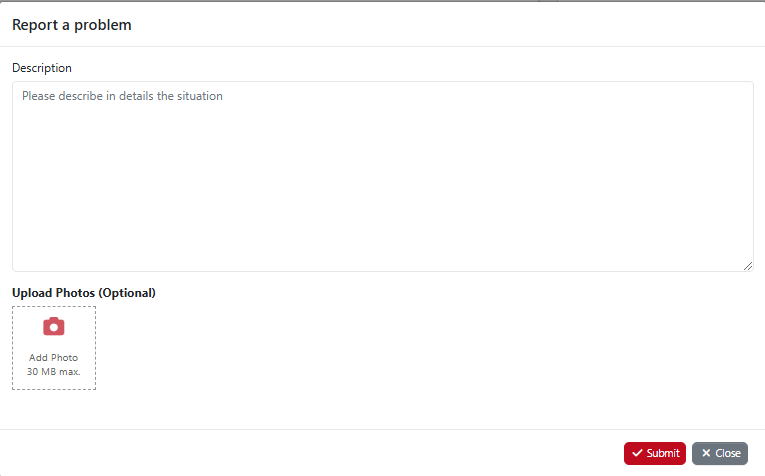 Report a problem
Description
Please describe in details the situation
Upload Photos (Optional)
Add Photo
30 MB max.
Submit
Close